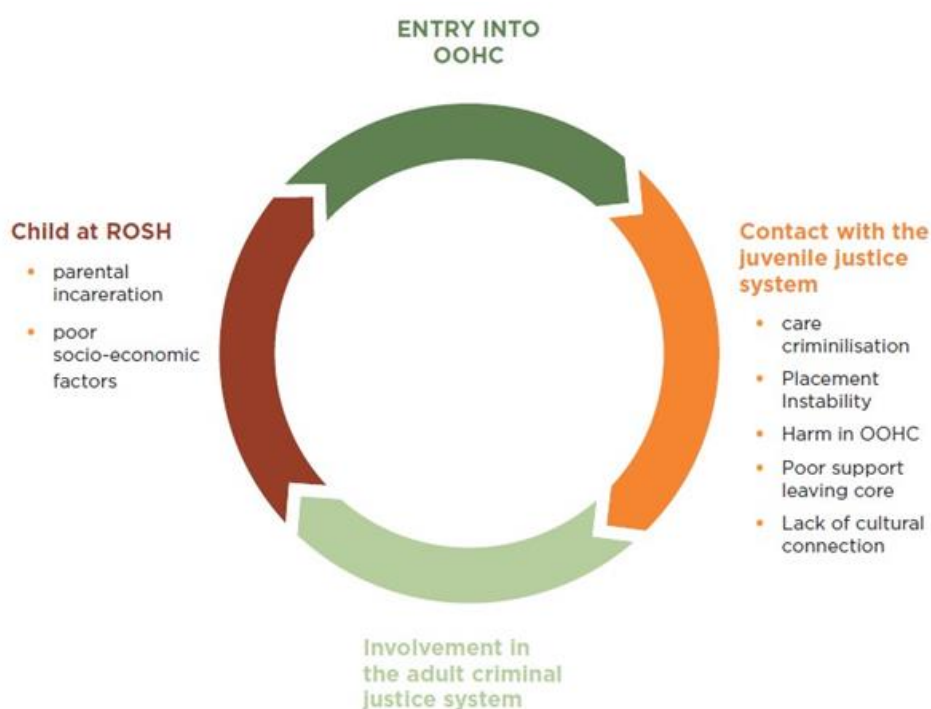 ENTRY INTO
OOHC
Child at ROSH
• parental
incareration
• poor
socio-economic
factors
Contact with the
juvenile justice
system
• care
criminilisation
• Placement
Instability
• Harm in OOHC
• Poor support
leaving core
• Lack of cultural
connection
Involvement in
the adult criminal
justice system